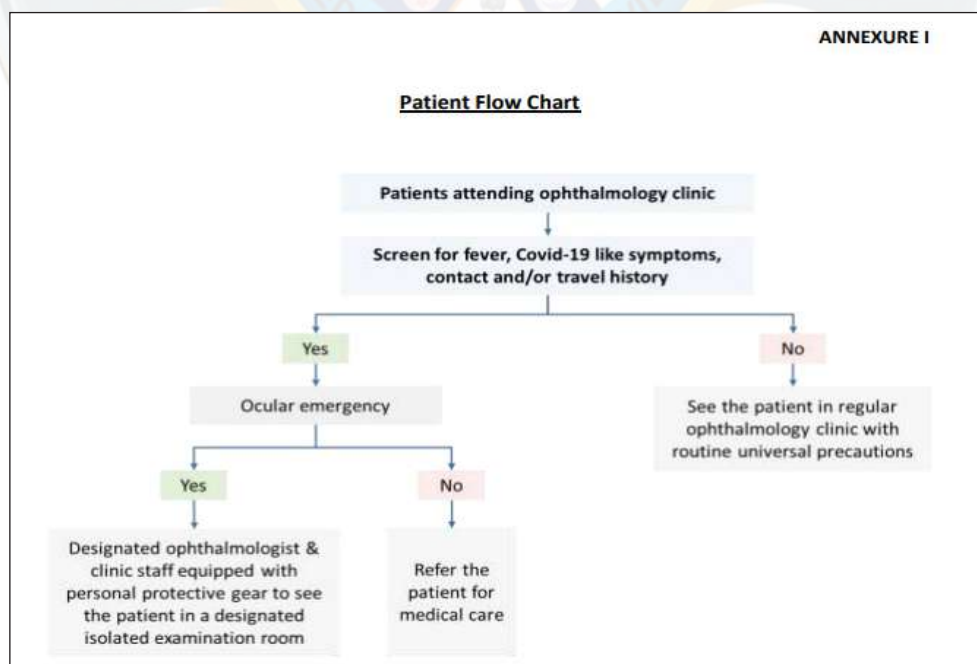 ANNEXURE I
Patient Flow Chart
Patients attending ophthalmology clinic
Screen for fever, Covid-19 like symptoms,
contact and/or travel history
Yes
No
Ocular emergency
See the patient in regular
ophthalmology clinic with
routine universal precautions
Yes
No
Designated ophthalmologist &
clinic staff equipped with
personal protective gear to see
the patient in a designated
isolated examination room
Refer the
patient for
medical care